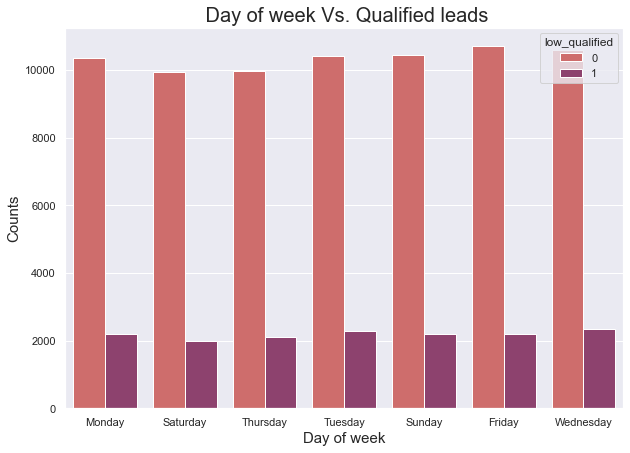 Day of week Vs. Qualified leads
low_qualified
0
1
Counts
10000
8000
6000
4000
2000
0
Monday Saturday Thursday Tuesday Sunday Friday Wednesday
Day of week